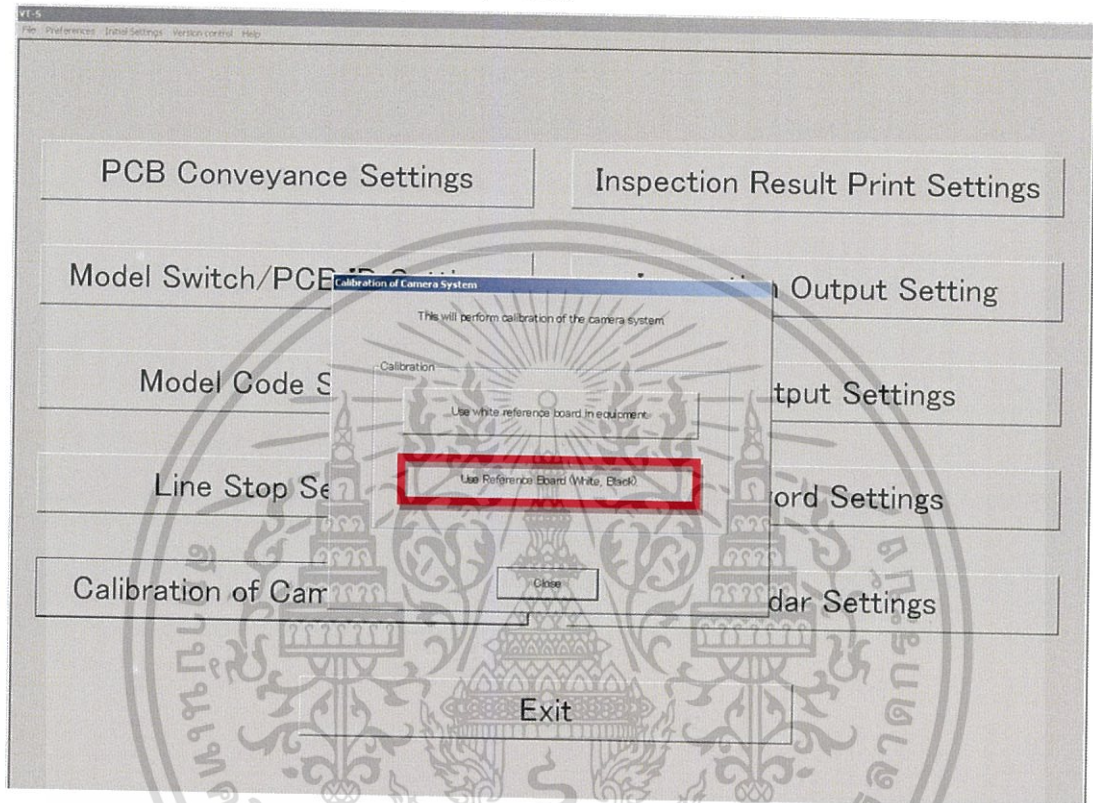 VT-S
File Preferences Initial Settings Version control Help
PCB Conveyance Settings
Inspection Result Print Settings
Model Switch/PCB
Output Setting
Calibration of Camera System
This will perform calibration of the camera system
Calibration
Use white reference board in equipment
Use Reference Board (White, Black)
Close
Model Code S
tput Settings
Line Stop Se
ord Settings
Calibration of Cam
dar Settings
Exit